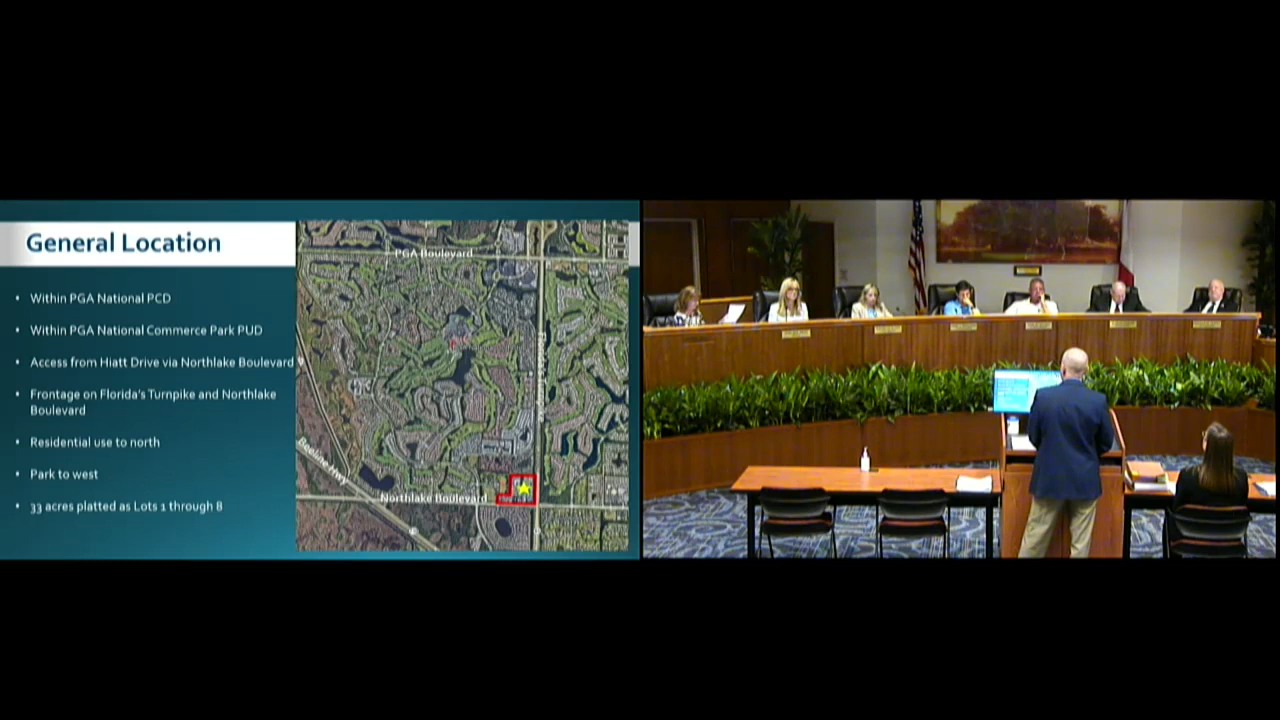 General Location
• Within PGA National PCD
• Within PGA National Commerce Park PUD
• Access from Hiatt Drive via Northlake Boulevard
• Frontage on Florida's Turnpike and Northlake
Boulevard
• Residential use to north
• Park to west
• 33 acres platted as Lots 1 through 8
PGA Boulevard
Beeline Hwy
Northlake Boulevard